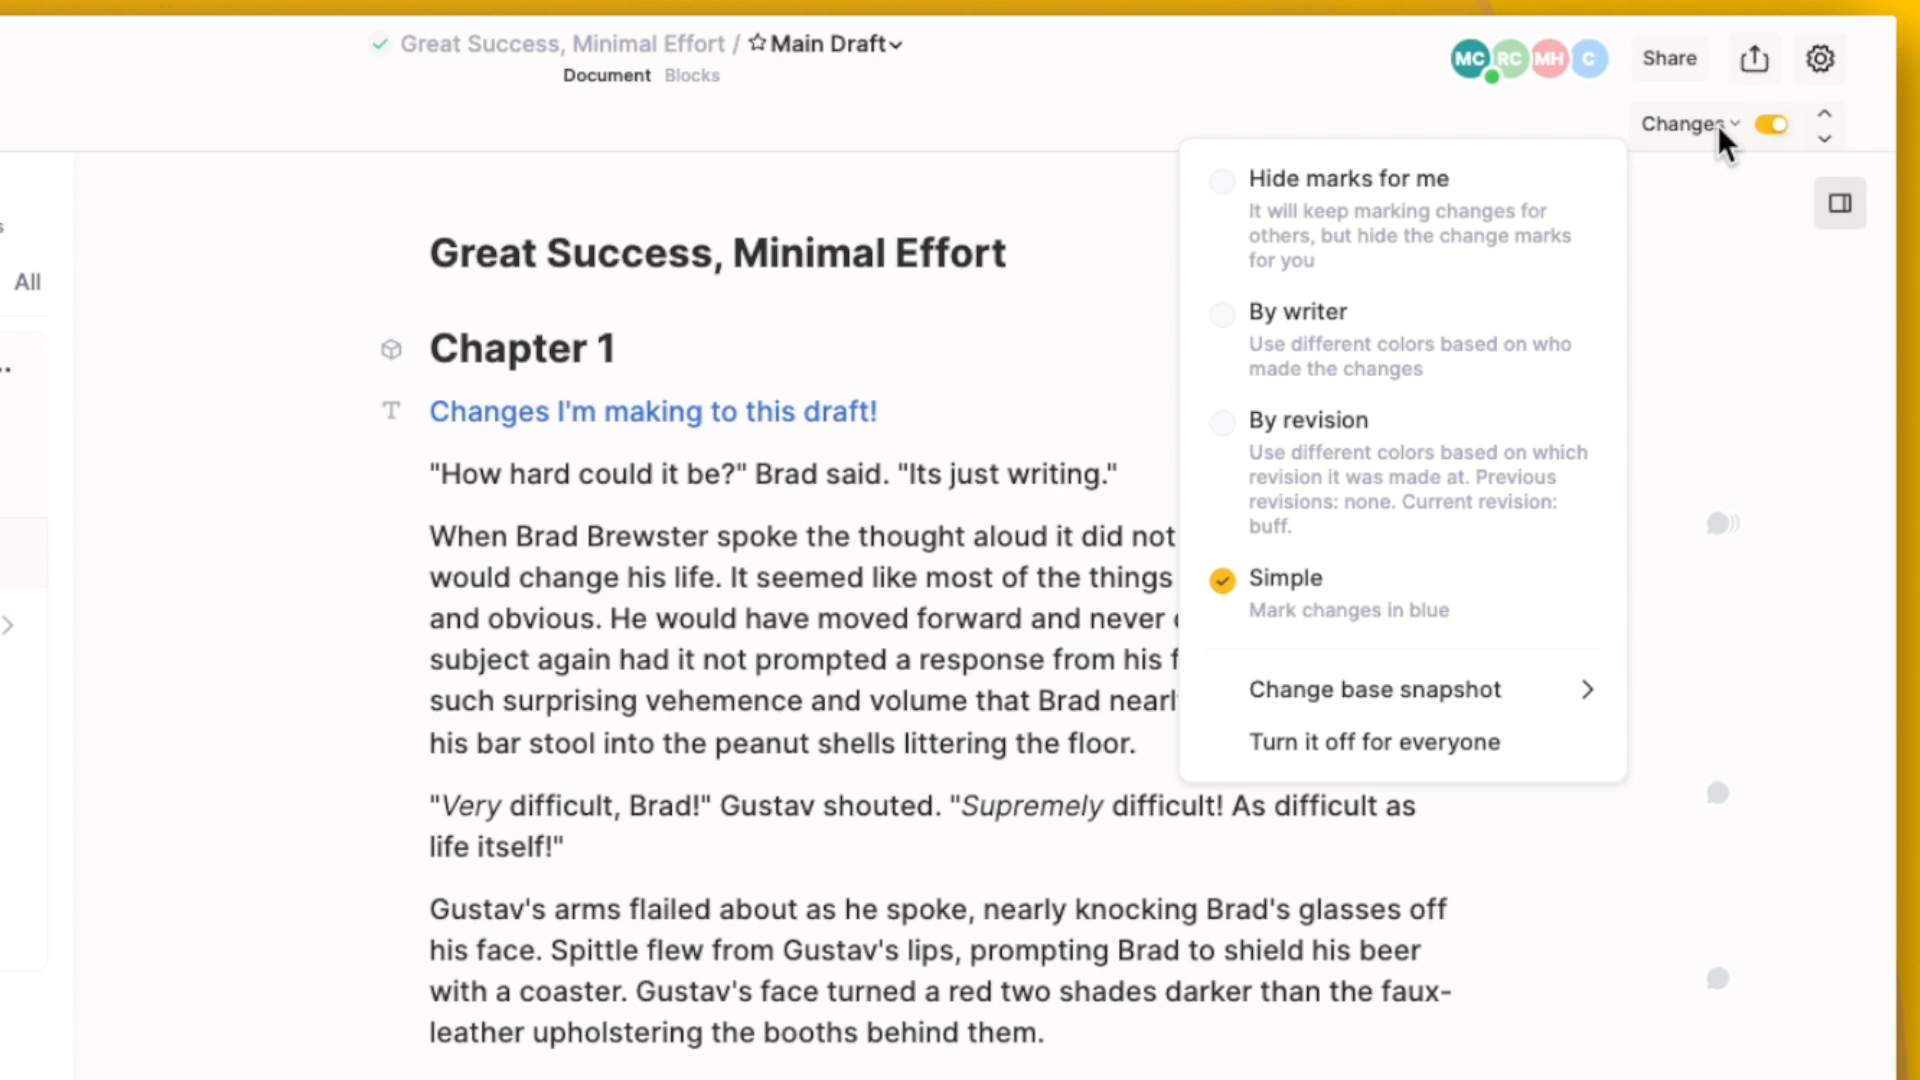 Great Success, Minimal Effort / Main Draft
Document Blocks
MC RC MH C
Share
Changes
s
All
..
Great Success, Minimal Effort
Chapter 1
T
Changes I'm making to this draft!
"How hard could it be?" Brad said. "Its just writing."
When Brad Brewster spoke the thought aloud it did not
would change his life. It seemed like most of the things
and obvious. He would have moved forward and never
subject again had it not prompted a response from his f
such surprising vehemence and volume that Brad nearl
his bar stool into the peanut shells littering the floor.
"Very difficult, Brad!" Gustav shouted. "Supremely difficult! As difficult as
life itself!"
Gustav's arms flailed about as he spoke, nearly knocking Brad's glasses off
his face. Spittle flew from Gustav's lips, prompting Brad to shield his beer
with a coaster. Gustav's face turned a red two shades darker than the faux-
leather upholstering the booths behind them.
Hide marks for me
It will keep marking changes for
others, but hide the change marks
for you
By writer
Use different colors based on who
made the changes
By revision
Use different colors based on which
revision it was made at. Previous
revisions: none. Current revision:
buff.
Simple
Mark changes in blue
Change base snapshot
Turn it off for everyone